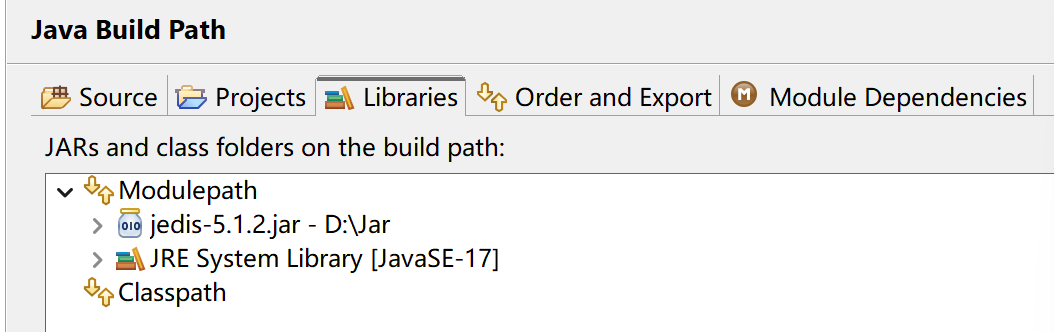 Java Build Path
Source Projects Libraries Order and Export M Module Dependencies
JARs and class folders on the build path:
Modulepath
010 jedis-5.1.2.jar - D:\Jar
JRE System Library [JavaSE-17]
Classpath